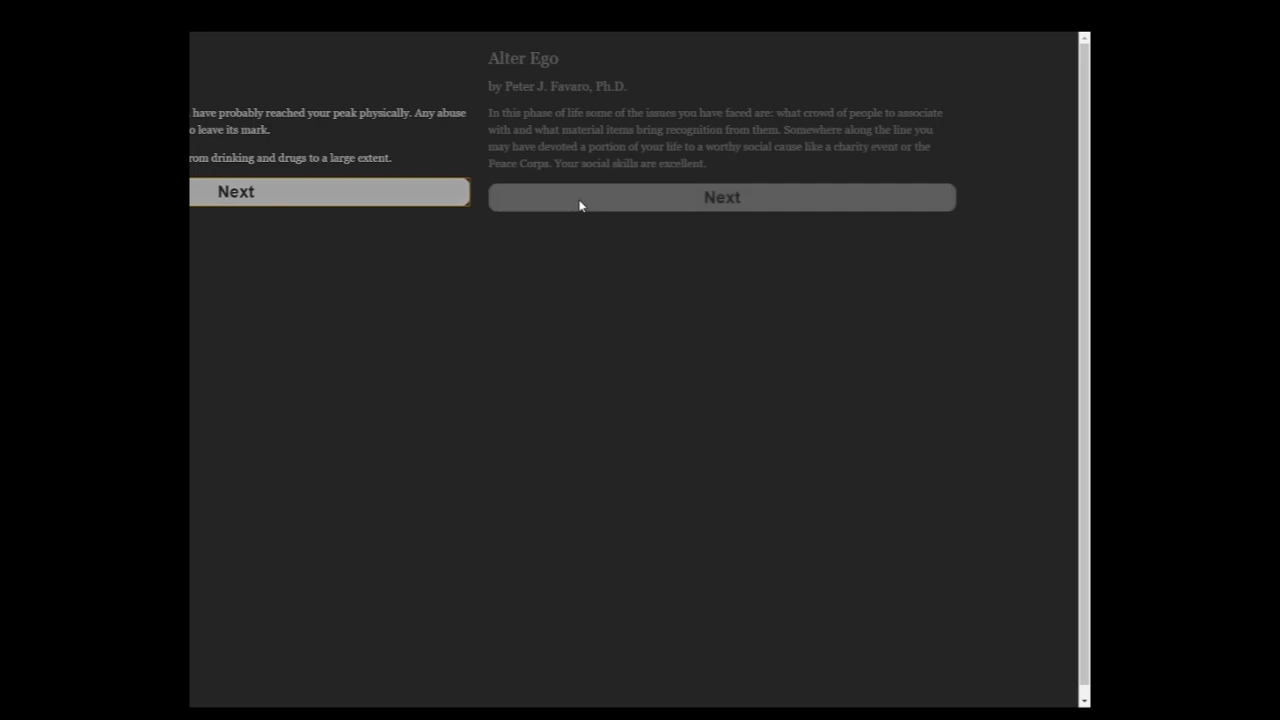 have probably reached your peak physically. Any abuse
o leave its mark.
rom drinking and drugs to a large extent.
Next
Alter Ego
by Peter J. Favaro, Ph.D.
In this phase of life some of the issues you have faced are: what crowd of people to associate
with and what material items bring recognition from them. Somewhere along the line you
may have devoted a portion of your life to a worthy social cause like a charity event or the
Peace Corps. Your social skills are excellent.
Next